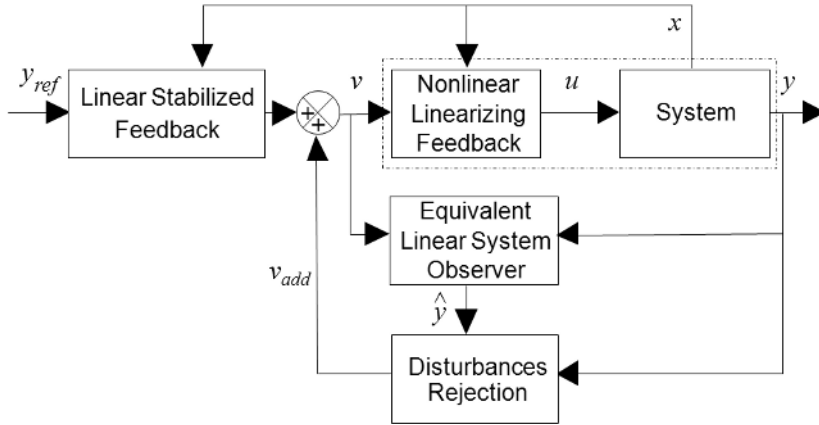 x
y_ref
Linear Stabilized
Feedback
+
+
v
Nonlinear
Linearizing
Feedback
u
System
y
Equivalent
Linear System
Observer
v_add
ŷ
Disturbances
Rejection